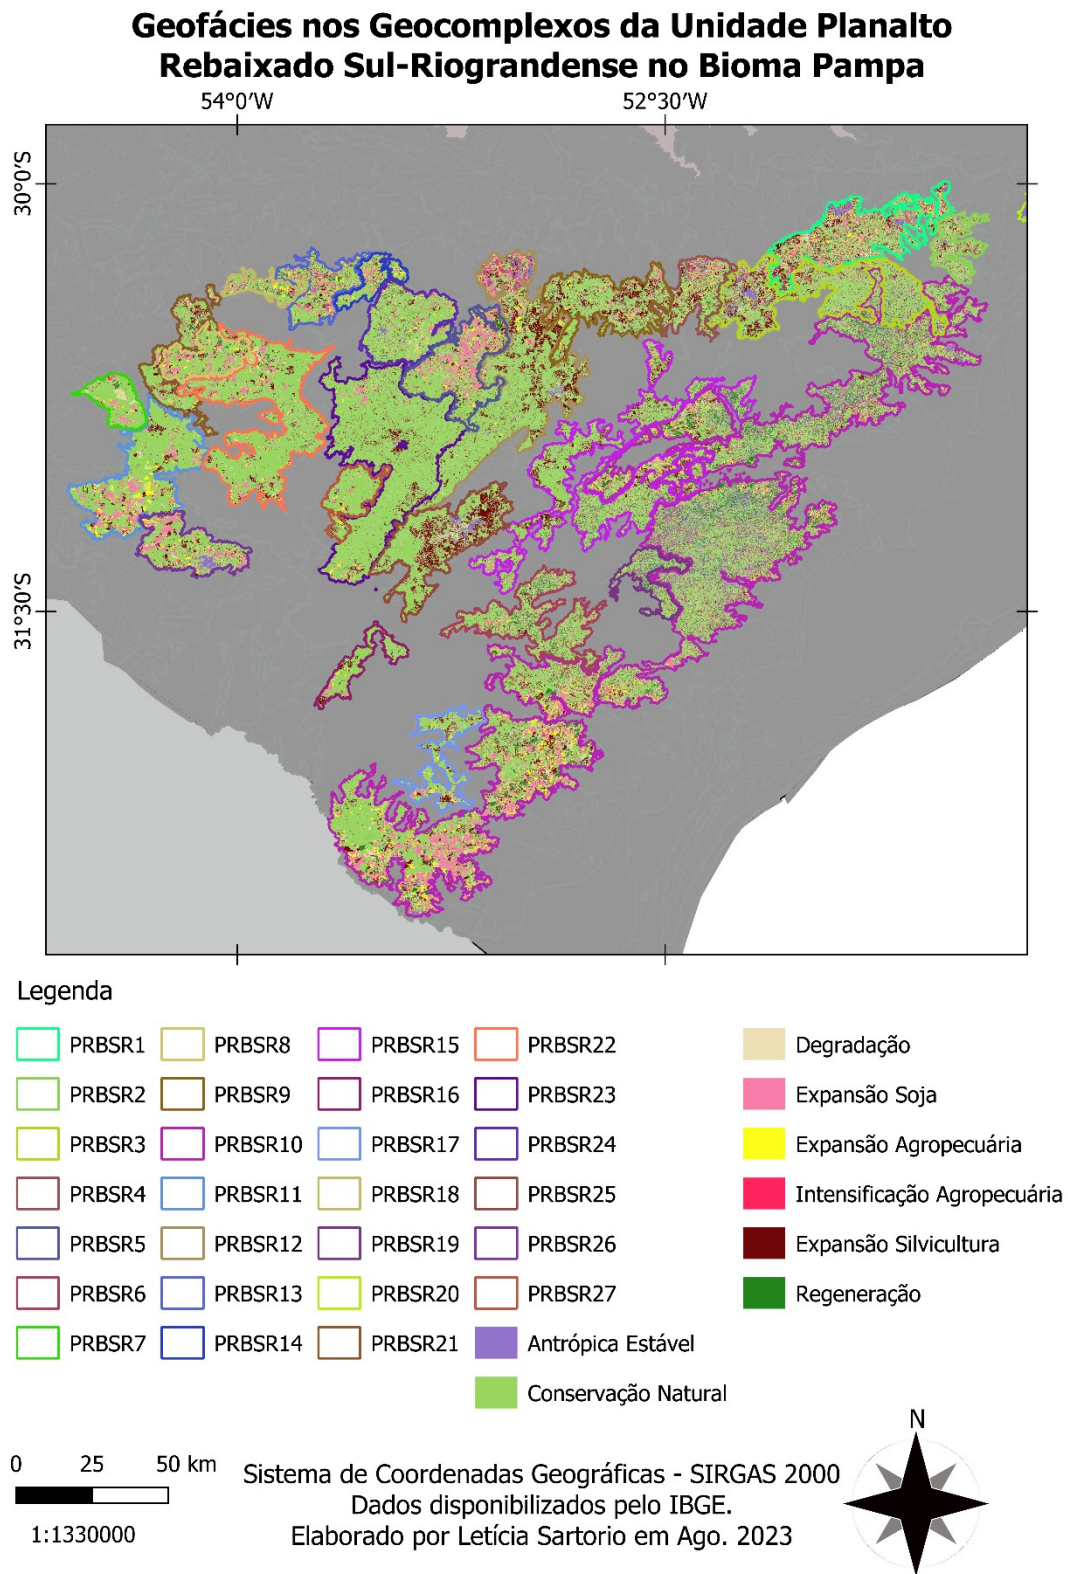 Geofácies nos Geocomplexos da Unidade Planalto
Rebaixado Sul-Riograndense no Bioma Pampa
54°0'W
52°30'W
30°0'S
31°30'S
Legenda
PRBSR1
PRBSR2
PRBSR3
PRBSR4
PRBSR5
PRBSR6
PRBSR7
PRBSR8
PRBSR9
PRBSR10
PRBSR11
PRBSR12
PRBSR13
PRBSR14
PRBSR15
PRBSR16
PRBSR17
PRBSR18
PRBSR19
PRBSR20
PRBSR21
PRBSR22
PRBSR23
PRBSR24
PRBSR25
PRBSR26
PRBSR27
Antrópica Estável
Conservação Natural
Degradação
Expansão Soja
Expansão Agropecuária
Intensificação Agropecuária
Expansão Silvicultura
Regeneração
0 25 50 km
1:1330000
Sistema de Coordenadas Geográficas - SIRGAS 2000
Dados disponibilizados pelo IBGE.
Elaborado por Letícia Sartorio em Ago. 2023
N